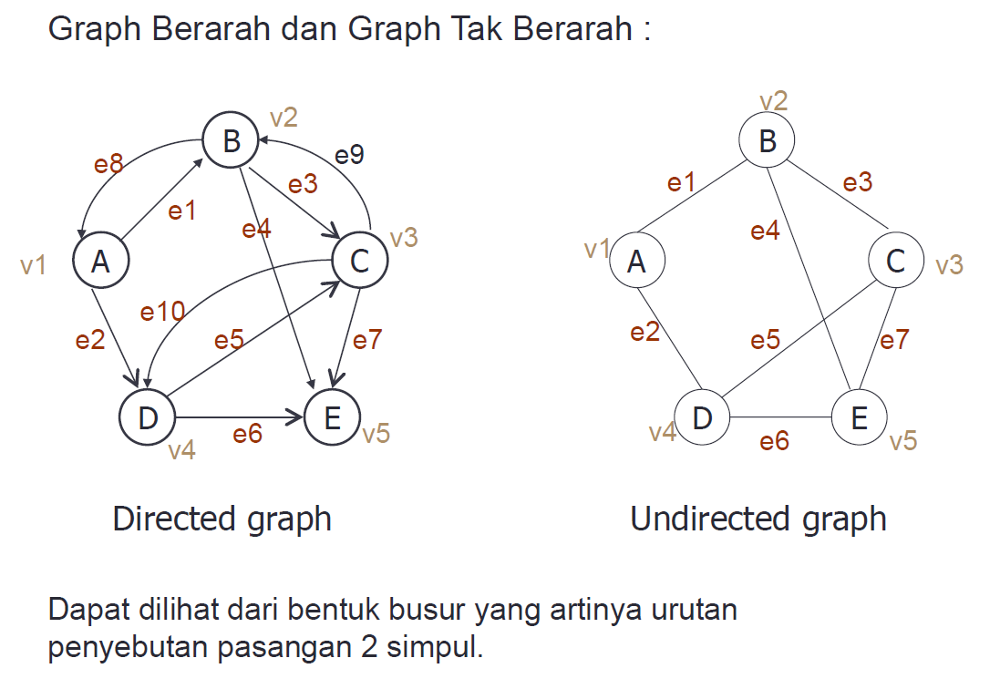 Graph Berarah dan Graph Tak Berarah :
v2
B
e8
e9
e3
e1
e4
v3
v1
A
C
e10
e2
e5
e7
D
E
e6
v5
v4
Directed graph
v2
B
e1
e3
e4
v1
A
C
v3
e2
e5
e7
D
E
v4
e6
v5
Undirected graph
Dapat dilihat dari bentuk busur yang artinya urutan
penyebutan pasangan 2 simpul.